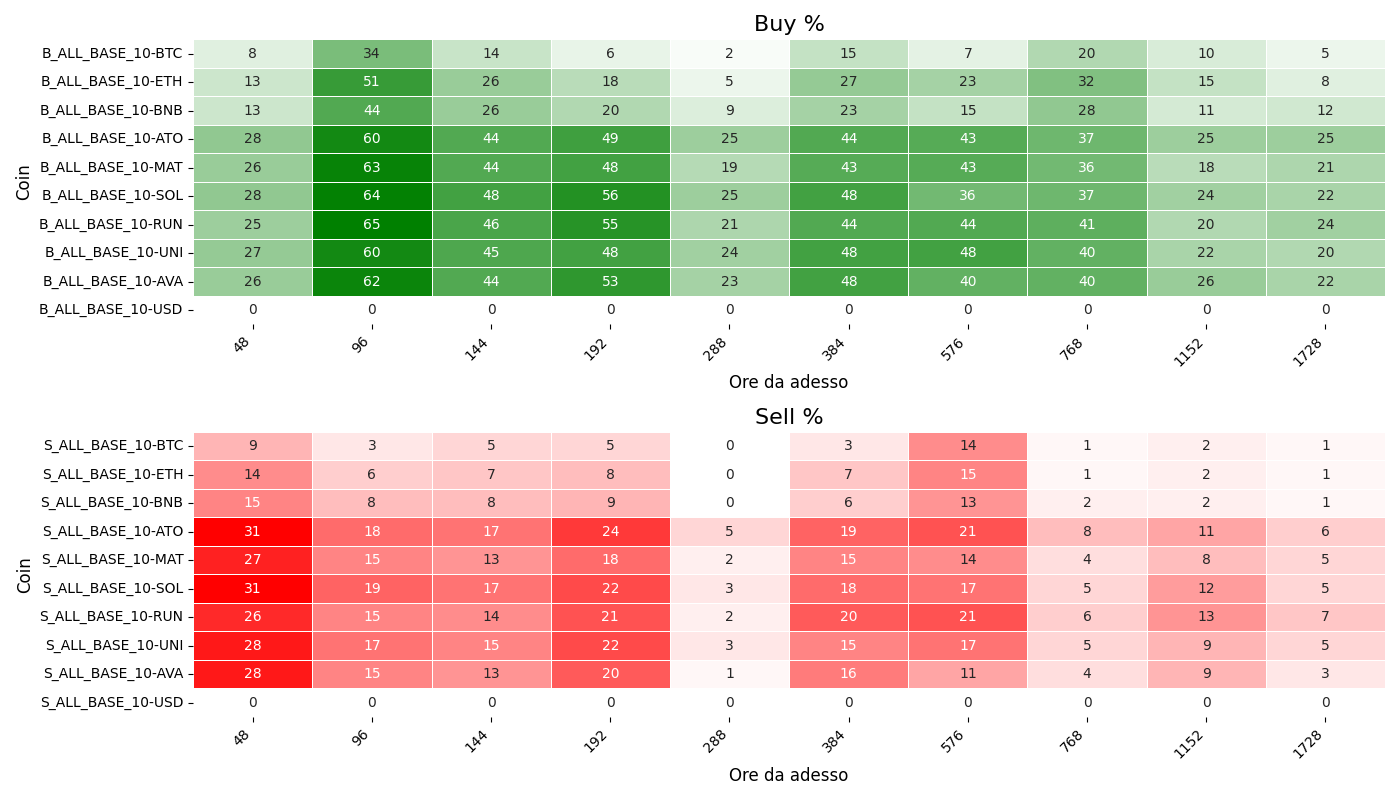 Buy %
Coin
B_ALL_BASE_10-BTC 8 34 14 6 2 15 7 20 10 5
B_ALL_BASE_10-ETH 13 51 26 18 5 27 23 32 15 8
B_ALL_BASE_10-BNB 13 44 26 20 9 23 15 28 11 12
B_ALL_BASE_10-ATO 28 60 44 49 25 44 43 37 25 25
B_ALL_BASE_10-MAT 26 63 44 48 19 43 43 36 18 21
B_ALL_BASE_10-SOL 28 64 48 56 25 48 36 37 24 22
B_ALL_BASE_10-RUN 25 65 46 55 21 44 44 41 20 24
B_ALL_BASE_10-UNI 27 60 45 48 24 48 48 40 22 20
B_ALL_BASE_10-AVA 26 62 44 53 23 48 40 40 26 22
B_ALL_BASE_10-USD 0 0 0 0 0 0 0 0 0 0
48 96 144 192 288 384 576 768 1152 1728
Ore da adesso
Sell %
Coin
S_ALL_BASE_10-BTC 9 3 5 5 0 3 14 1 2 1
S_ALL_BASE_10-ETH 14 6 7 8 0 7 15 1 2 1
S_ALL_BASE_10-BNB 15 8 8 9 0 6 13 2 2 1
S_ALL_BASE_10-ATO 31 18 17 24 5 19 21 8 11 6
S_ALL_BASE_10-MAT 27 15 13 18 2 15 14 4 8 5
S_ALL_BASE_10-SOL 31 19 17 22 3 18 17 5 12 5
S_ALL_BASE_10-RUN 26 15 14 21 2 20 21 6 13 7
S_ALL_BASE_10-UNI 28 17 15 22 3 15 17 5 9 5
S_ALL_BASE_10-AVA 28 15 13 20 1 16 11 4 9 3
S_ALL_BASE_10-USD 0 0 0 0 0 0 0 0 0 0
48 96 144 192 288 384 576 768 1152 1728
Ore da adesso